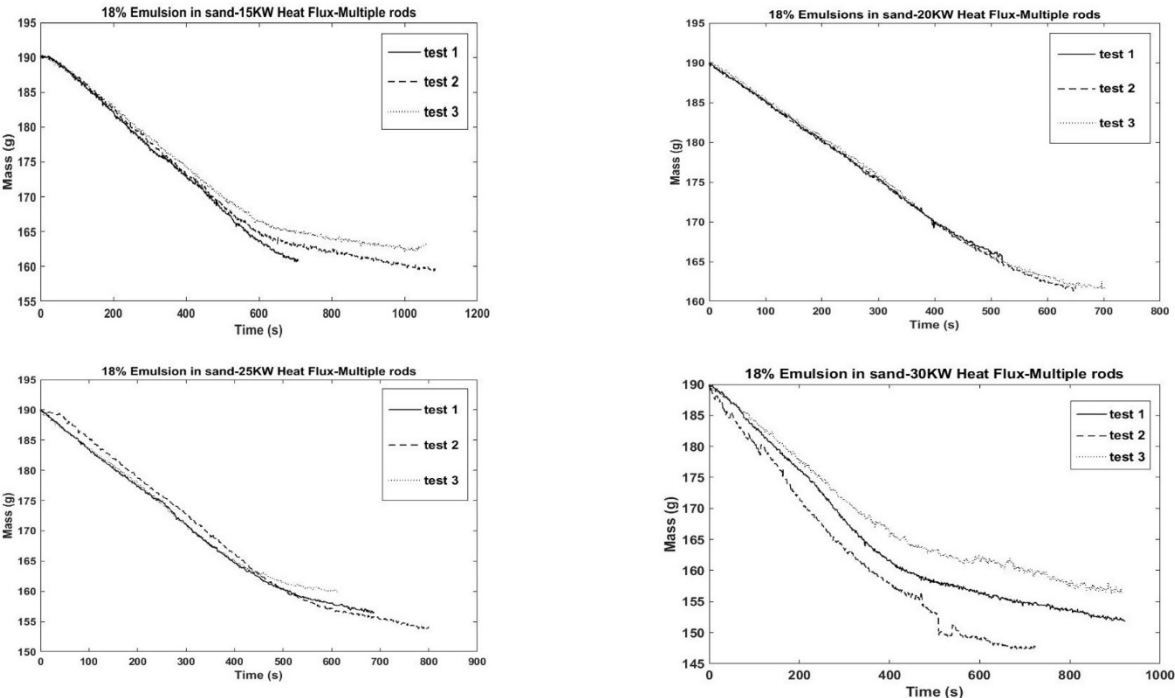 18% Emulsion in sand-15KW Heat Flux-Multiple rods
195
190
185
180
175
170
165
160
155
Mass (g)
0 200 400 600 800 1000 1200
Time (s)
test 1
test 2
test 3
18% Emulsions in sand-20KW Heat Flux-Multiple rods
195
190
185
180
175
170
165
160
Mass (g)
0 100 200 300 400 500 600 700 800
Time (s)
test 1
test 2
test 3
18% Emulsion in sand-25KW Heat Flux-Multiple rods
195
190
185
180
175
170
165
160
155
150
Mass (g)
0 100 200 300 400 500 600 700 800 900
Time (s)
test 1
test 2
test 3
18% Emulsion in sand-30KW Heat Flux-Multiple rods
190
185
180
175
170
165
160
155
150
145
Mass (g)
0 200 400 600 800 1000
Time (s)
test 1
test 2
test 3